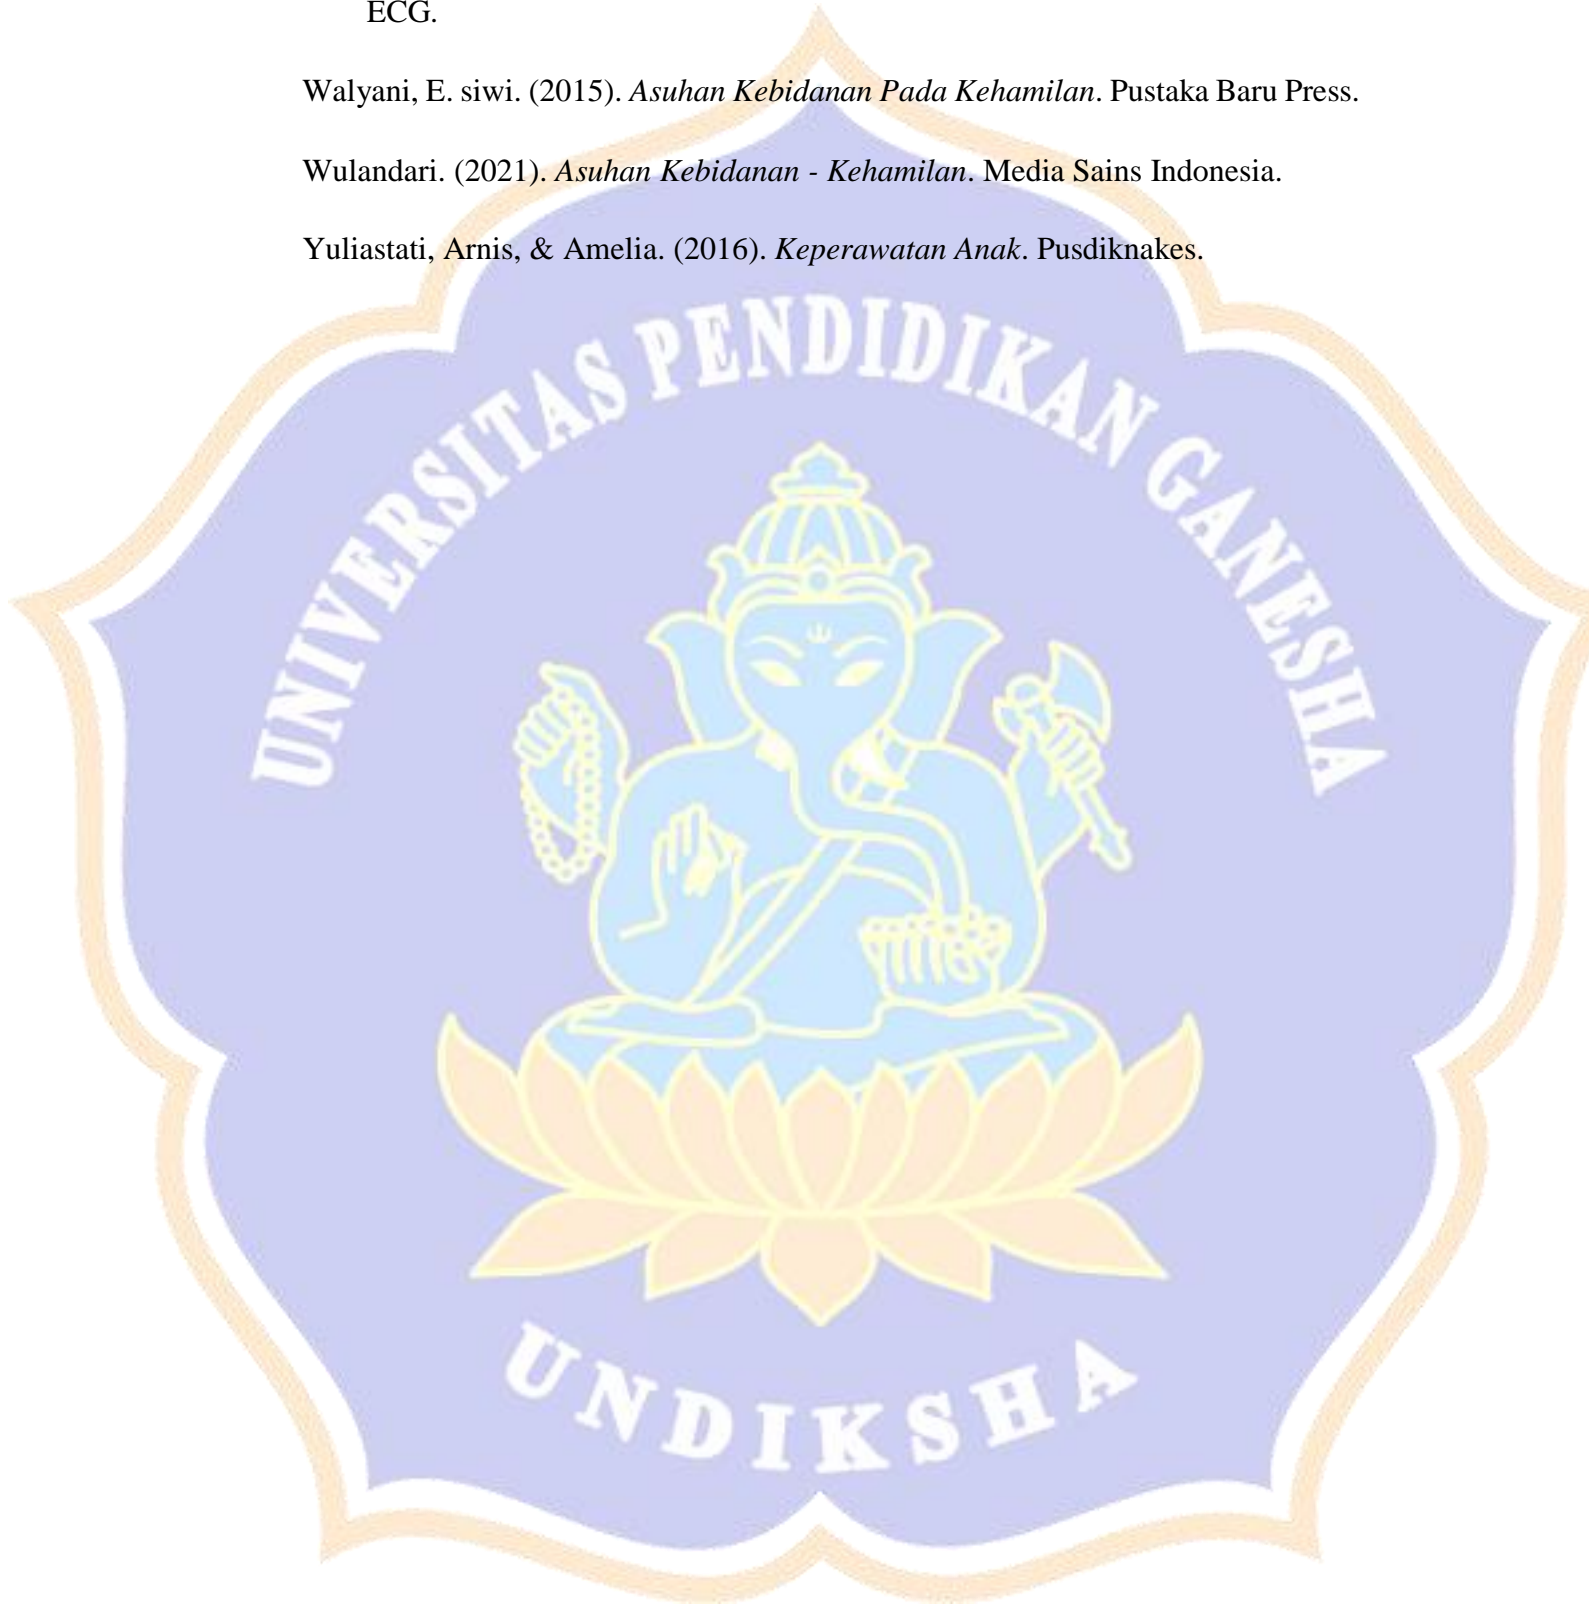 ECG.
Walyani, E. siwi. (2015). Asuhan Kebidanan Pada Kehamilan. Pustaka Baru Press.
Wulandari. (2021). Asuhan Kebidanan - Kehamilan. Media Sains Indonesia.
Yuliastati, Arnis, & Amelia. (2016). Keperawatan Anak. Pusdiknakes.
UNIVERSITAS PENDIDIKAN GANESHA
UNDIKSHA